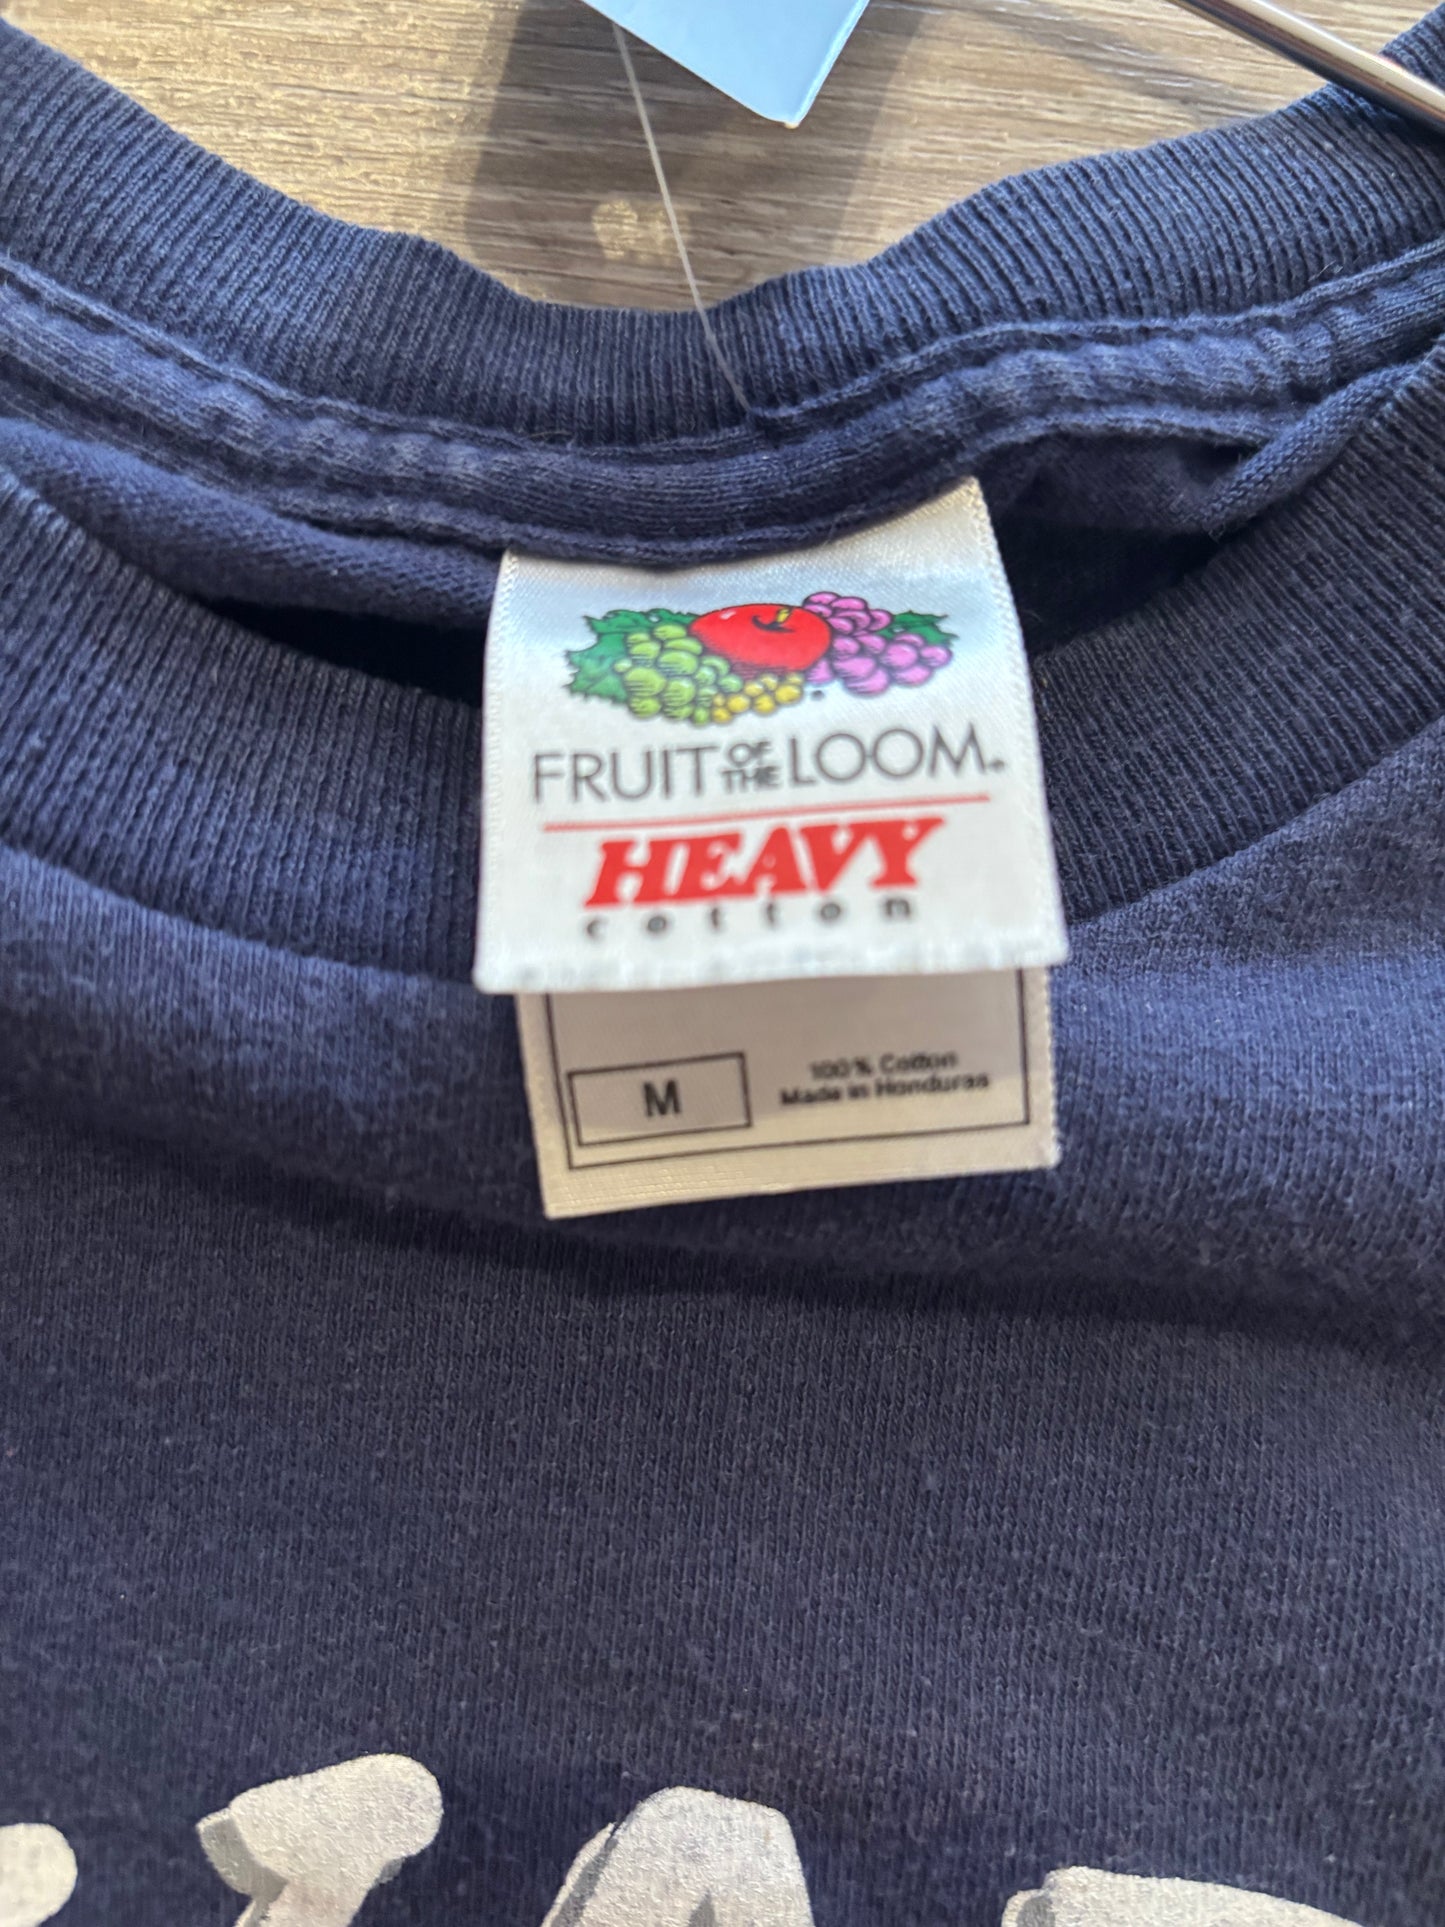 FRUIT OF THE LOOM.
HEAVY
cotton
M
100% Cotton
Made in Honduras